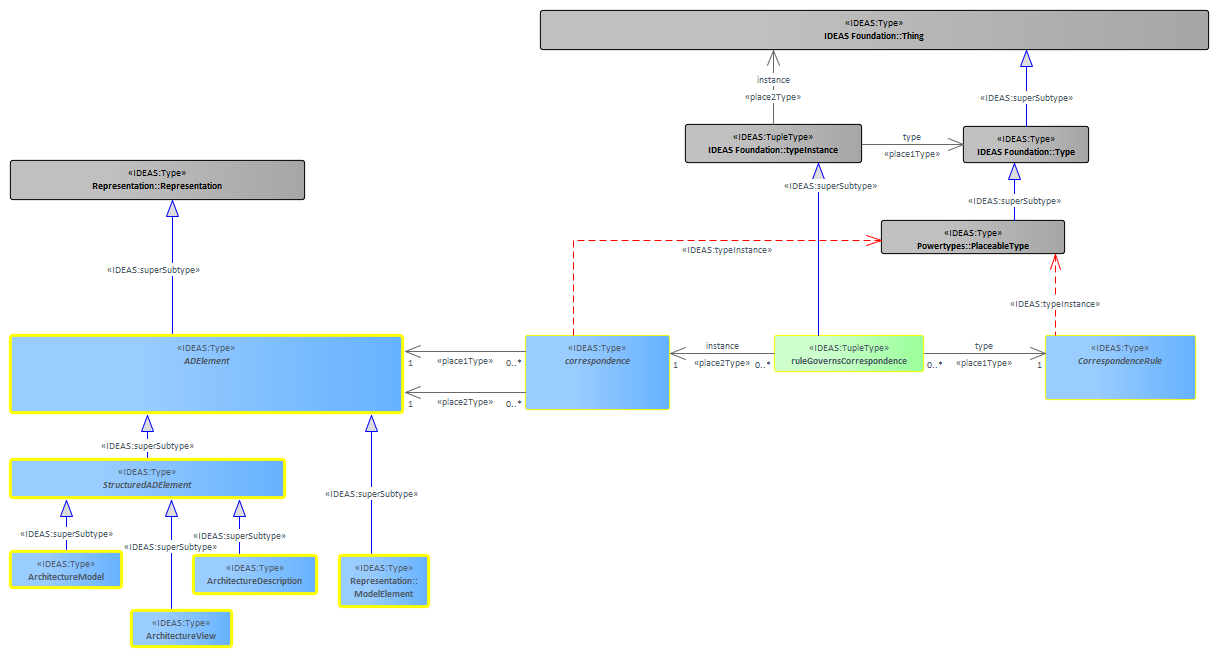 «IDEAS:Type»
IDEAS Foundation::Thing
instance
«place2Type»
«IDEAS:superSubtype»
«IDEAS:TupleType»
IDEAS Foundation::typeInstance
type
«place1Type»
«IDEAS:Type»
IDEAS Foundation::Type
«IDEAS:Type»
Representation::Representation
«IDEAS:superSubtype»
«IDEAS:superSubtype»
«IDEAS:Type»
Powertypes::PlaceableType
«IDEAS:typeInstance»
«IDEAS:superSubtype»
«IDEAS:typeInstance»
«IDEAS:Type»
ADElement
1
«place1Type»
0..*
1
«place2Type»
0..*
«IDEAS:Type»
correspondence
instance
1
«place2Type»
0..*
«IDEAS:TupleType»
ruleGovernsCorrespondence
type
0..*
«place1Type»
1
«IDEAS:Type»
CorrespondenceRule
«IDEAS:superSubtype»
«IDEAS:Type»
StructuredADElement
«IDEAS:superSubtype»
«IDEAS:superSubtype»
«IDEAS:superSubtype»
«IDEAS:superSubtype»
«IDEAS:Type»
ArchitectureModel
«IDEAS:Type»
ArchitectureDescription
«IDEAS:Type»
Representation::
ModelElement
«IDEAS:Type»
ArchitectureView